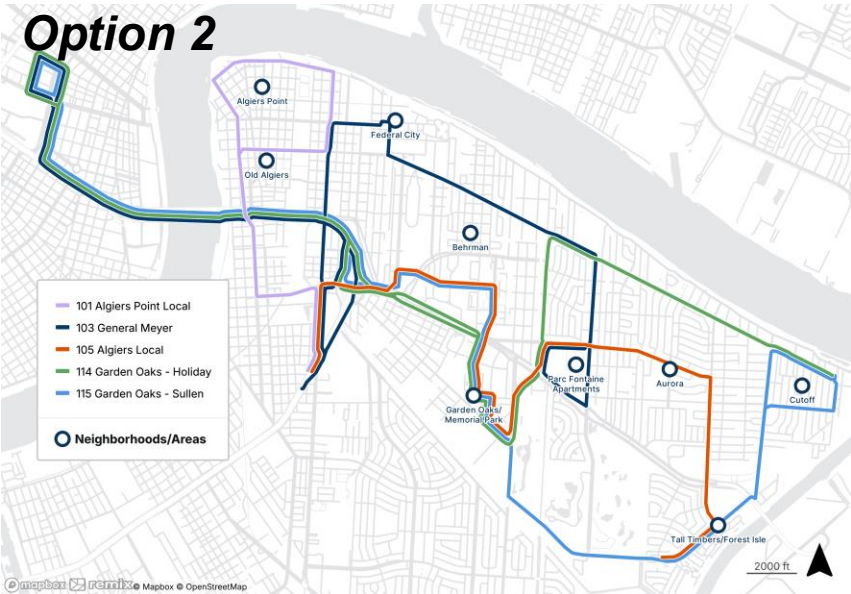 Option 2
Algiers Point
Federal City
Old Algiers
Behrman
101 Algiers Point Local
103 General Meyer
105 Algiers Local
114 Garden Oaks - Holiday
115 Garden Oaks - Sullen
Neighborhoods/Areas
Parc Fontaine
Apartments
Aurora
Cutoff
Garden Oaks/
Memorial Park
Tall Timbers/Forest Isle
2000 ft
mapbox remix © Mapbox © OpenStreetMap